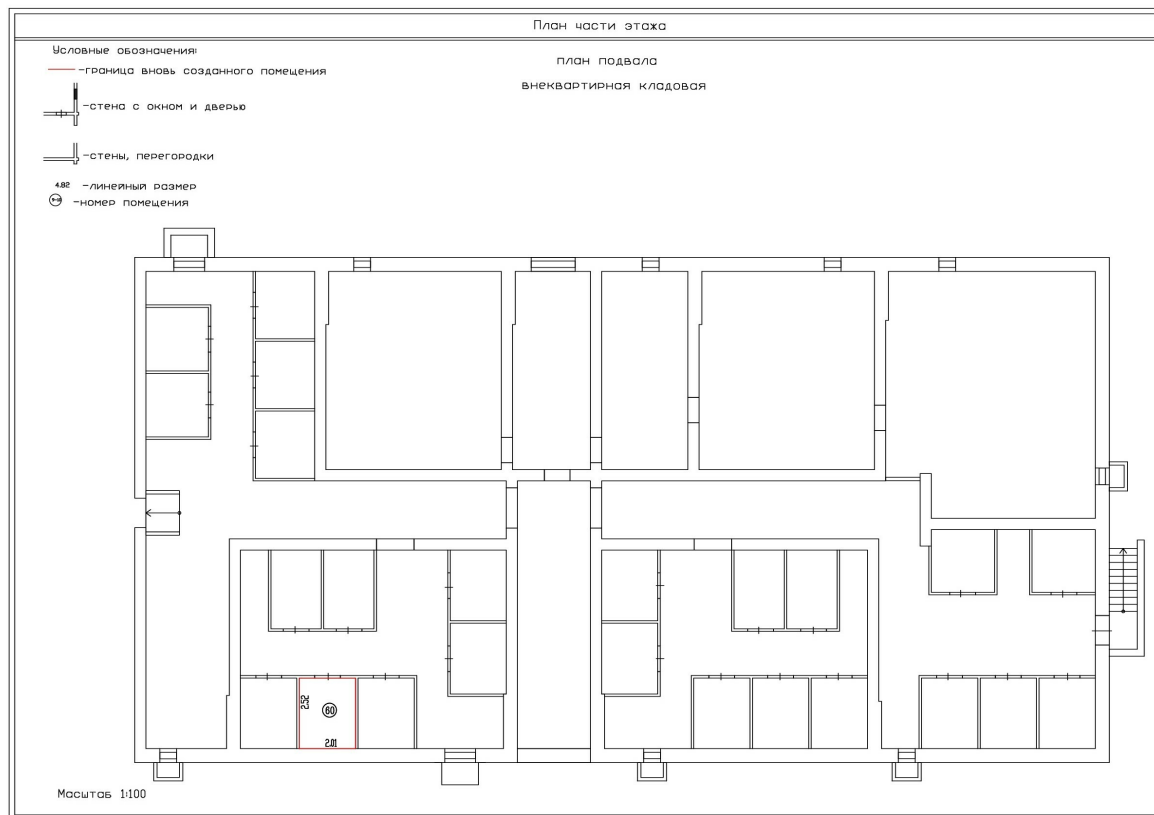 План части этажа
Условные обозначения:
план подвала
-граница вновь созданного помещения
внеквартирная кладовая
-стена с окном и дверью
-стены, перегородки
4.82 -линейный размер
-номер помещения
2.52
60
2.01
Масштаб 1:100